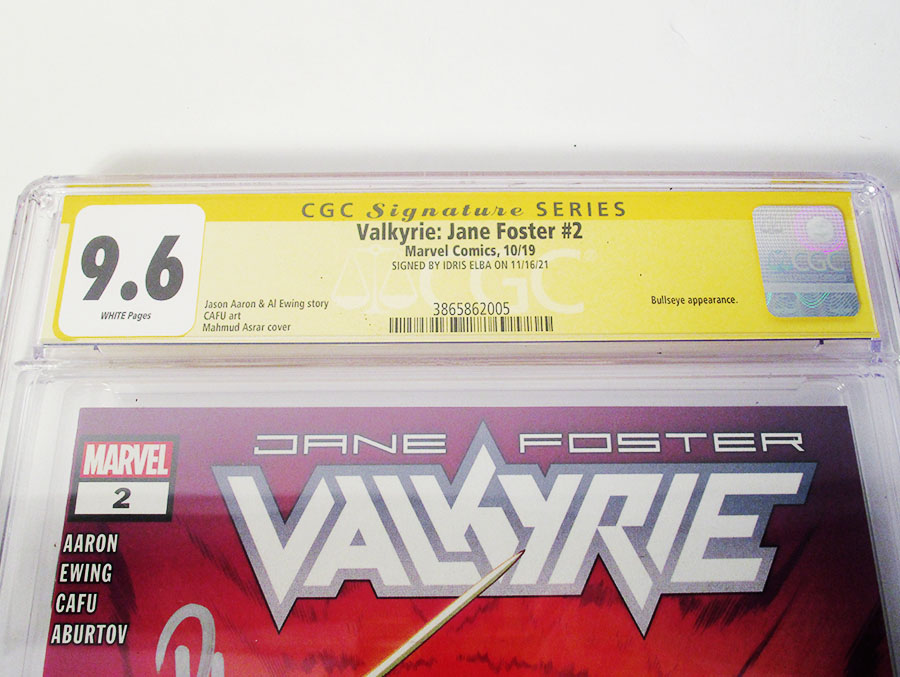 CGC Signature SERIES
Valkyrie: Jane Foster #2
Marvel Comics, 10/19
SIGNED BY IDRIS ELBA ON 11/16/21
9.6
WHITE Pages
Jason Aaron & Al Ewing story
CAFU art
Mahmud Asrar cover
3865862005
Bullseye appearance.
CGC
CGC
JANE FOSTER
VALKYRIE
MARVEL
2
AARON
EWING
CAFU
ABURTOV